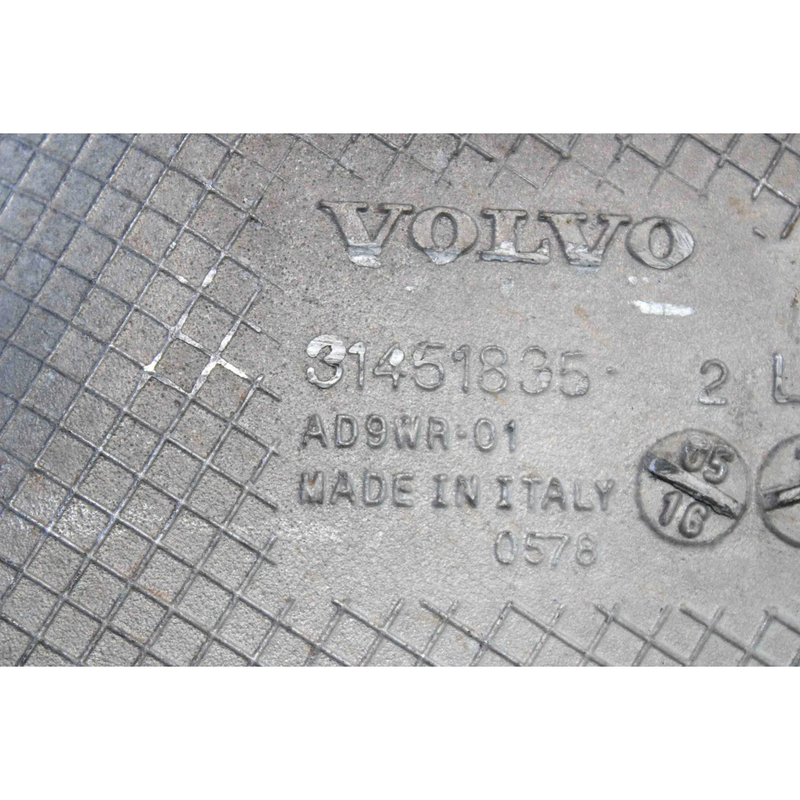 VOLVO
31451835 2 L
AD9WR-01
MADE IN ITALY
05
16
0578